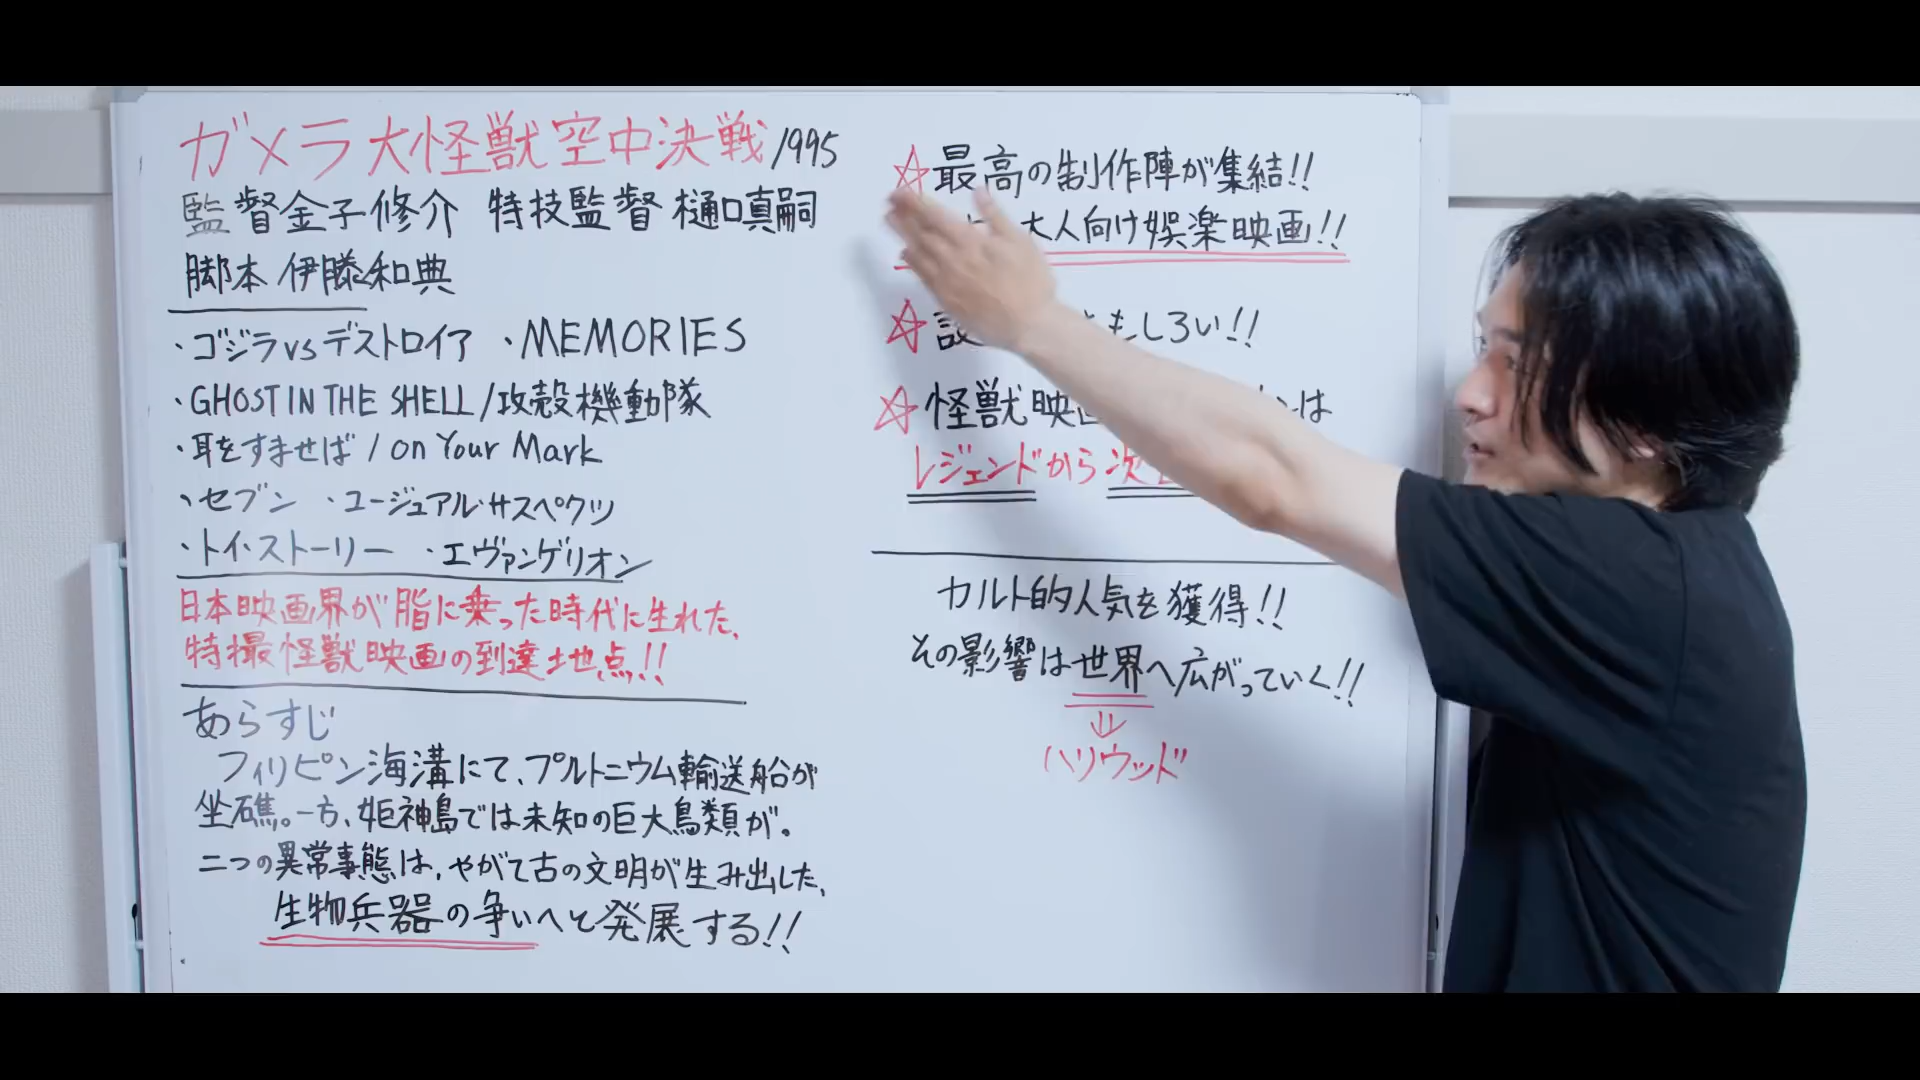 ガメラ大怪獣空中決戦/1995
監督金子修介 特技監督 樋口真嗣
脚本 伊藤和典
・ゴジラvsデストロイア ・MEMORIES
・GHOST IN THE SHELL/攻殻機動隊
・耳をすませば / on Your Mark
・セブン ・ユージュアル・サスペクツ
・トイ・ストーリー ・エヴァンゲリオン
日本映画界が脂に乗った時代に生れた、
特撮怪獣映画の到達地点!!
あらすじ
フィリピン海溝にて、プルトニウム輸送船が
坐礁。一方、姫神島では未知の巨大鳥類が。
二つの異常事態は、やがて古の文明が生み出した、
生物兵器の争いへと発展する!!
☆最高の制作陣が集結!!
大人向け娯楽映画!!
☆設 もしろい!!
☆怪獣映画 は
レジェンドから次
カルト的人気を獲得!!
その影響は世界へ広がっていく!!
⇓
ハリウッド